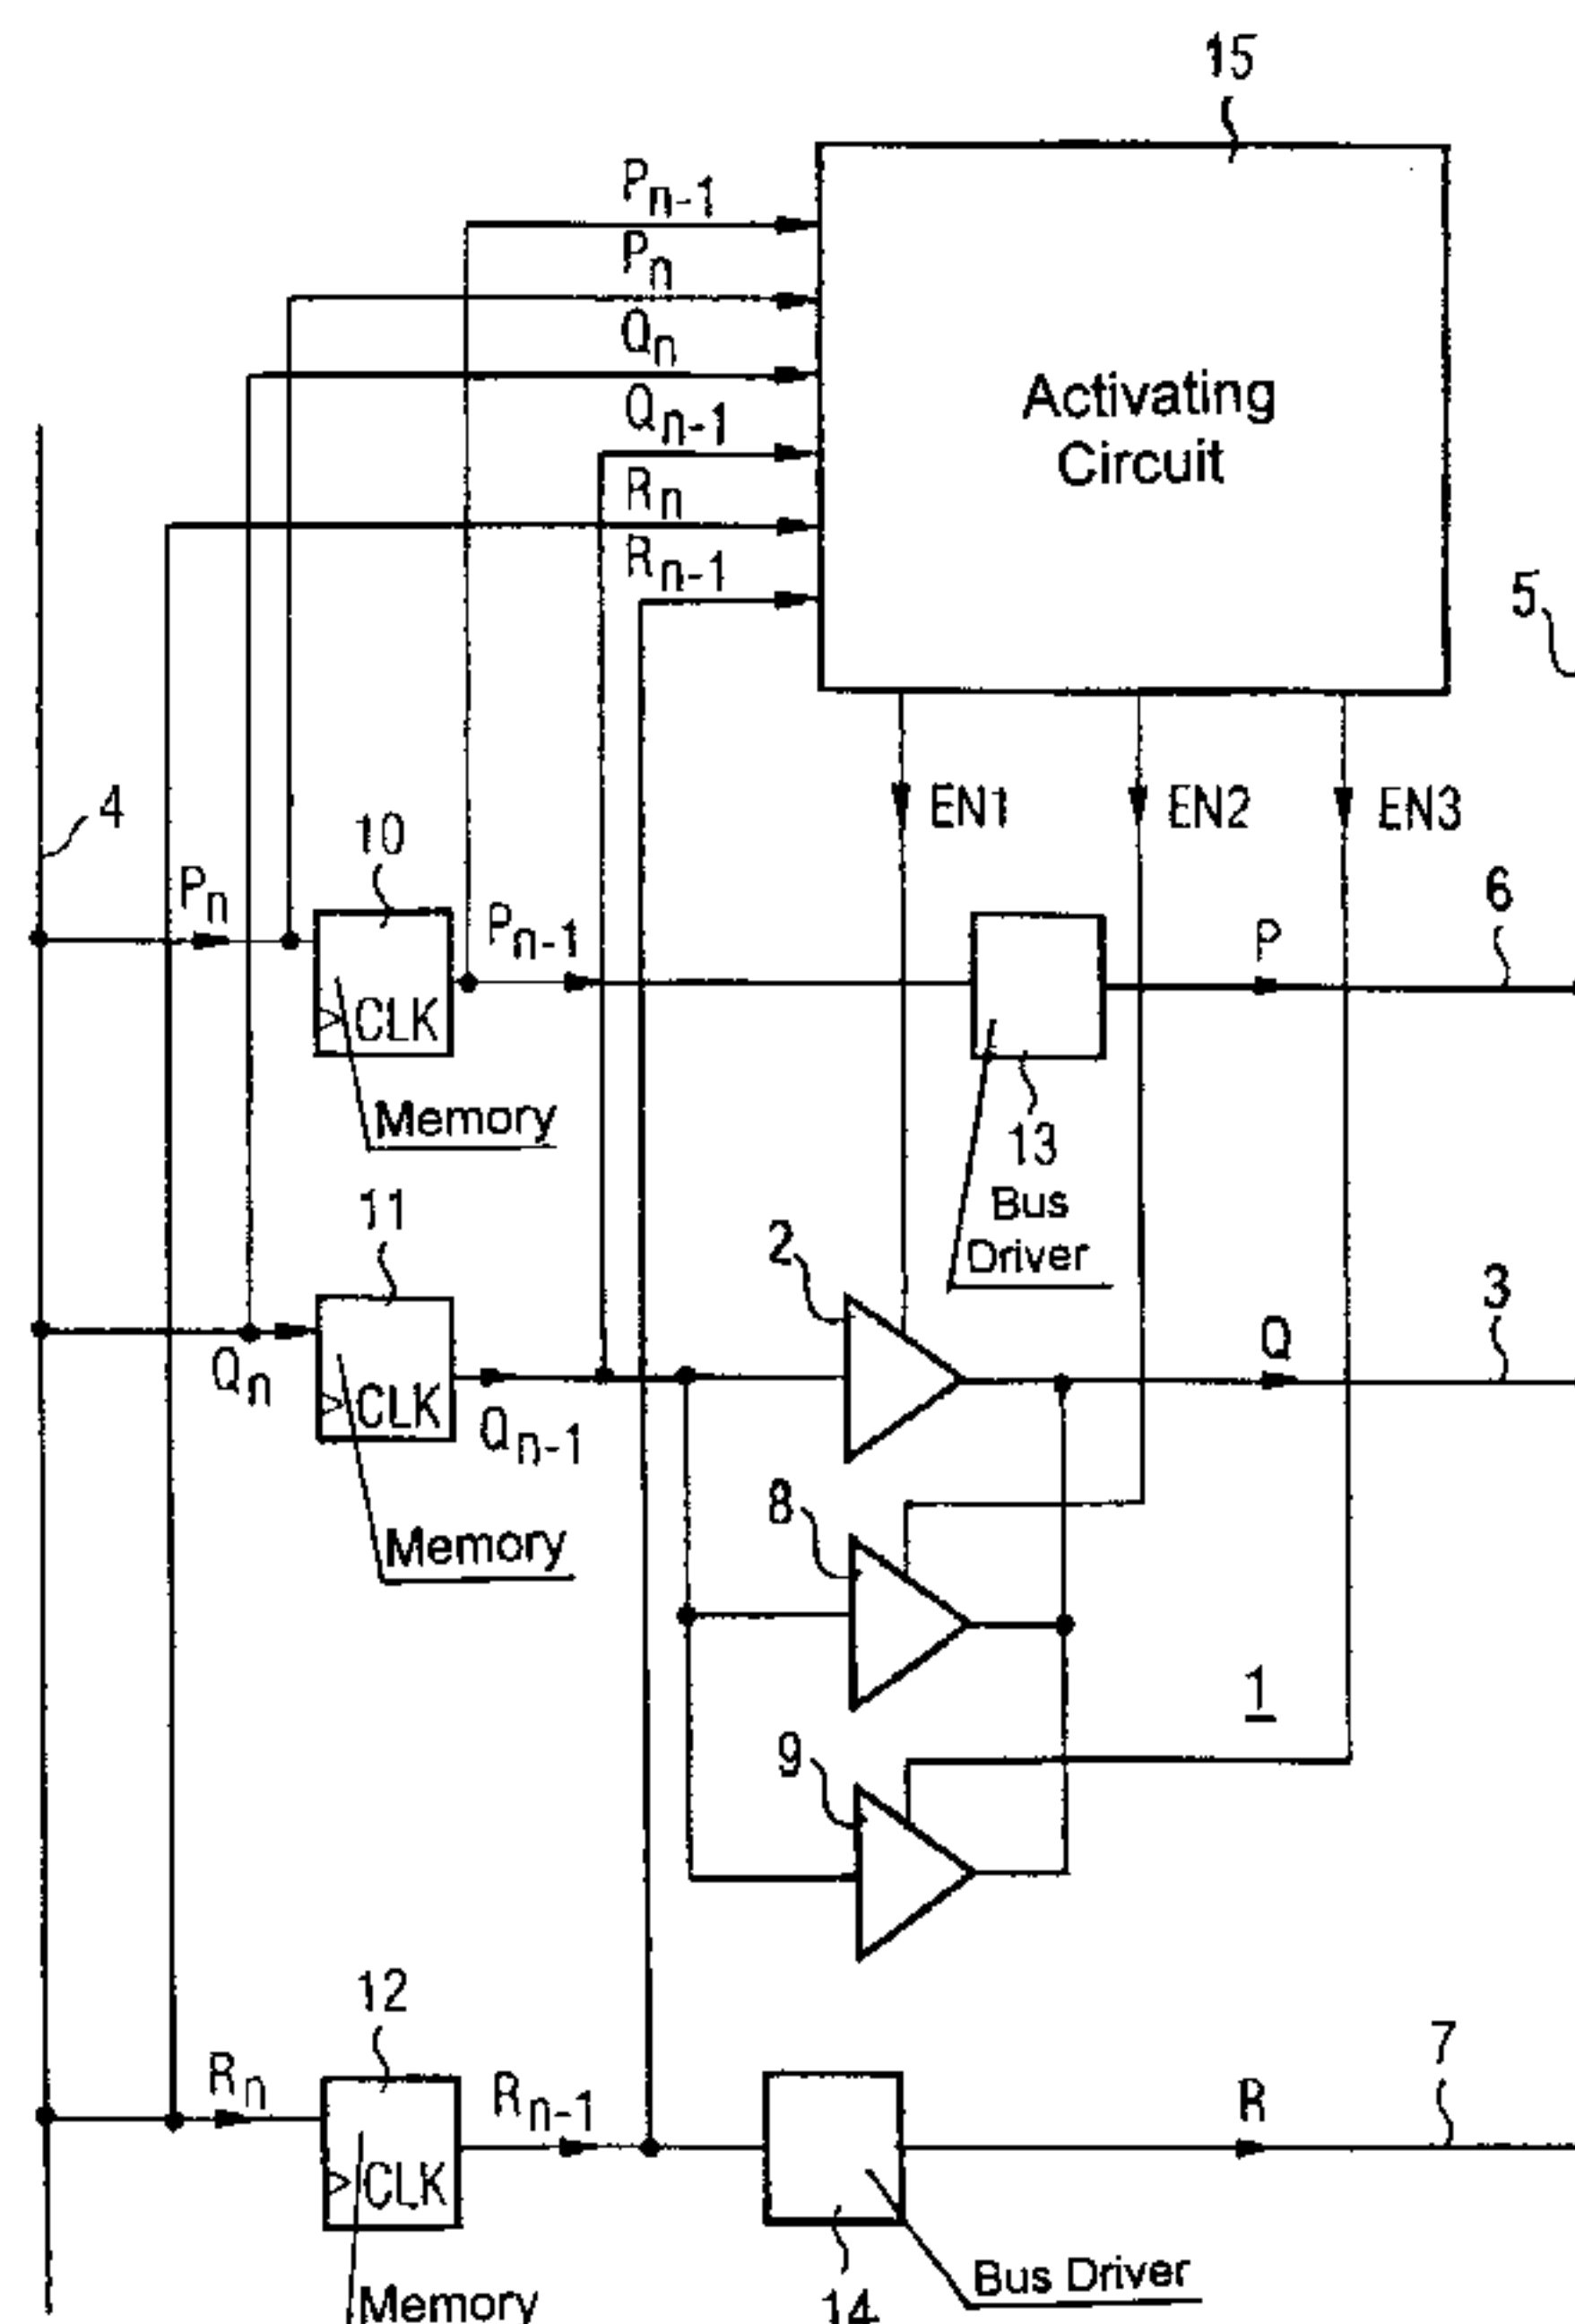 15
Pn-1
Pn
Qn
Qn-1
Activating
Circuit
Rn
Rn-1
5
4
10
EN1
EN2
EN3
6
Pn
Pn-1
P
CLK
Memory
13
Bus
Driver
11
2
3
Q
Qn
CLK
Qn-1
8
Memory
1
9
12
7
Rn
Rn-1
R
CLK
Bus Driver
Memory
14